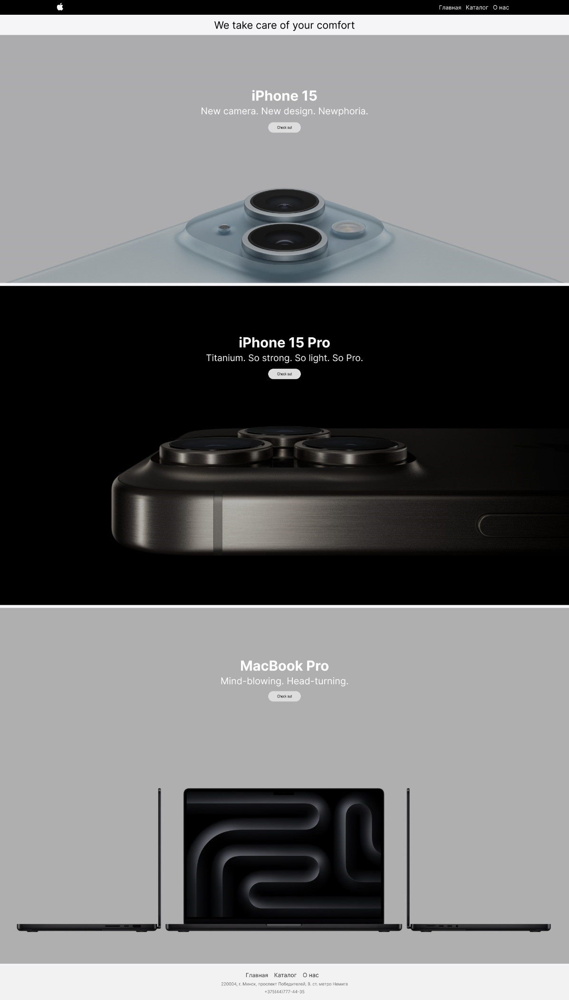 Главная Каталог О нас
We take care of your comfort
iPhone 15
New camera. New design. Newphoria.
Check out
iPhone 15 Pro
Titanium. So strong. So light. So Pro.
Check out
MacBook Pro
Mind-blowing. Head-turning.
Check out
Главная Каталог О нас
220004, г. Минск, проспект Победителей, 9. ст. метро Немига
+375(44)777-44-35